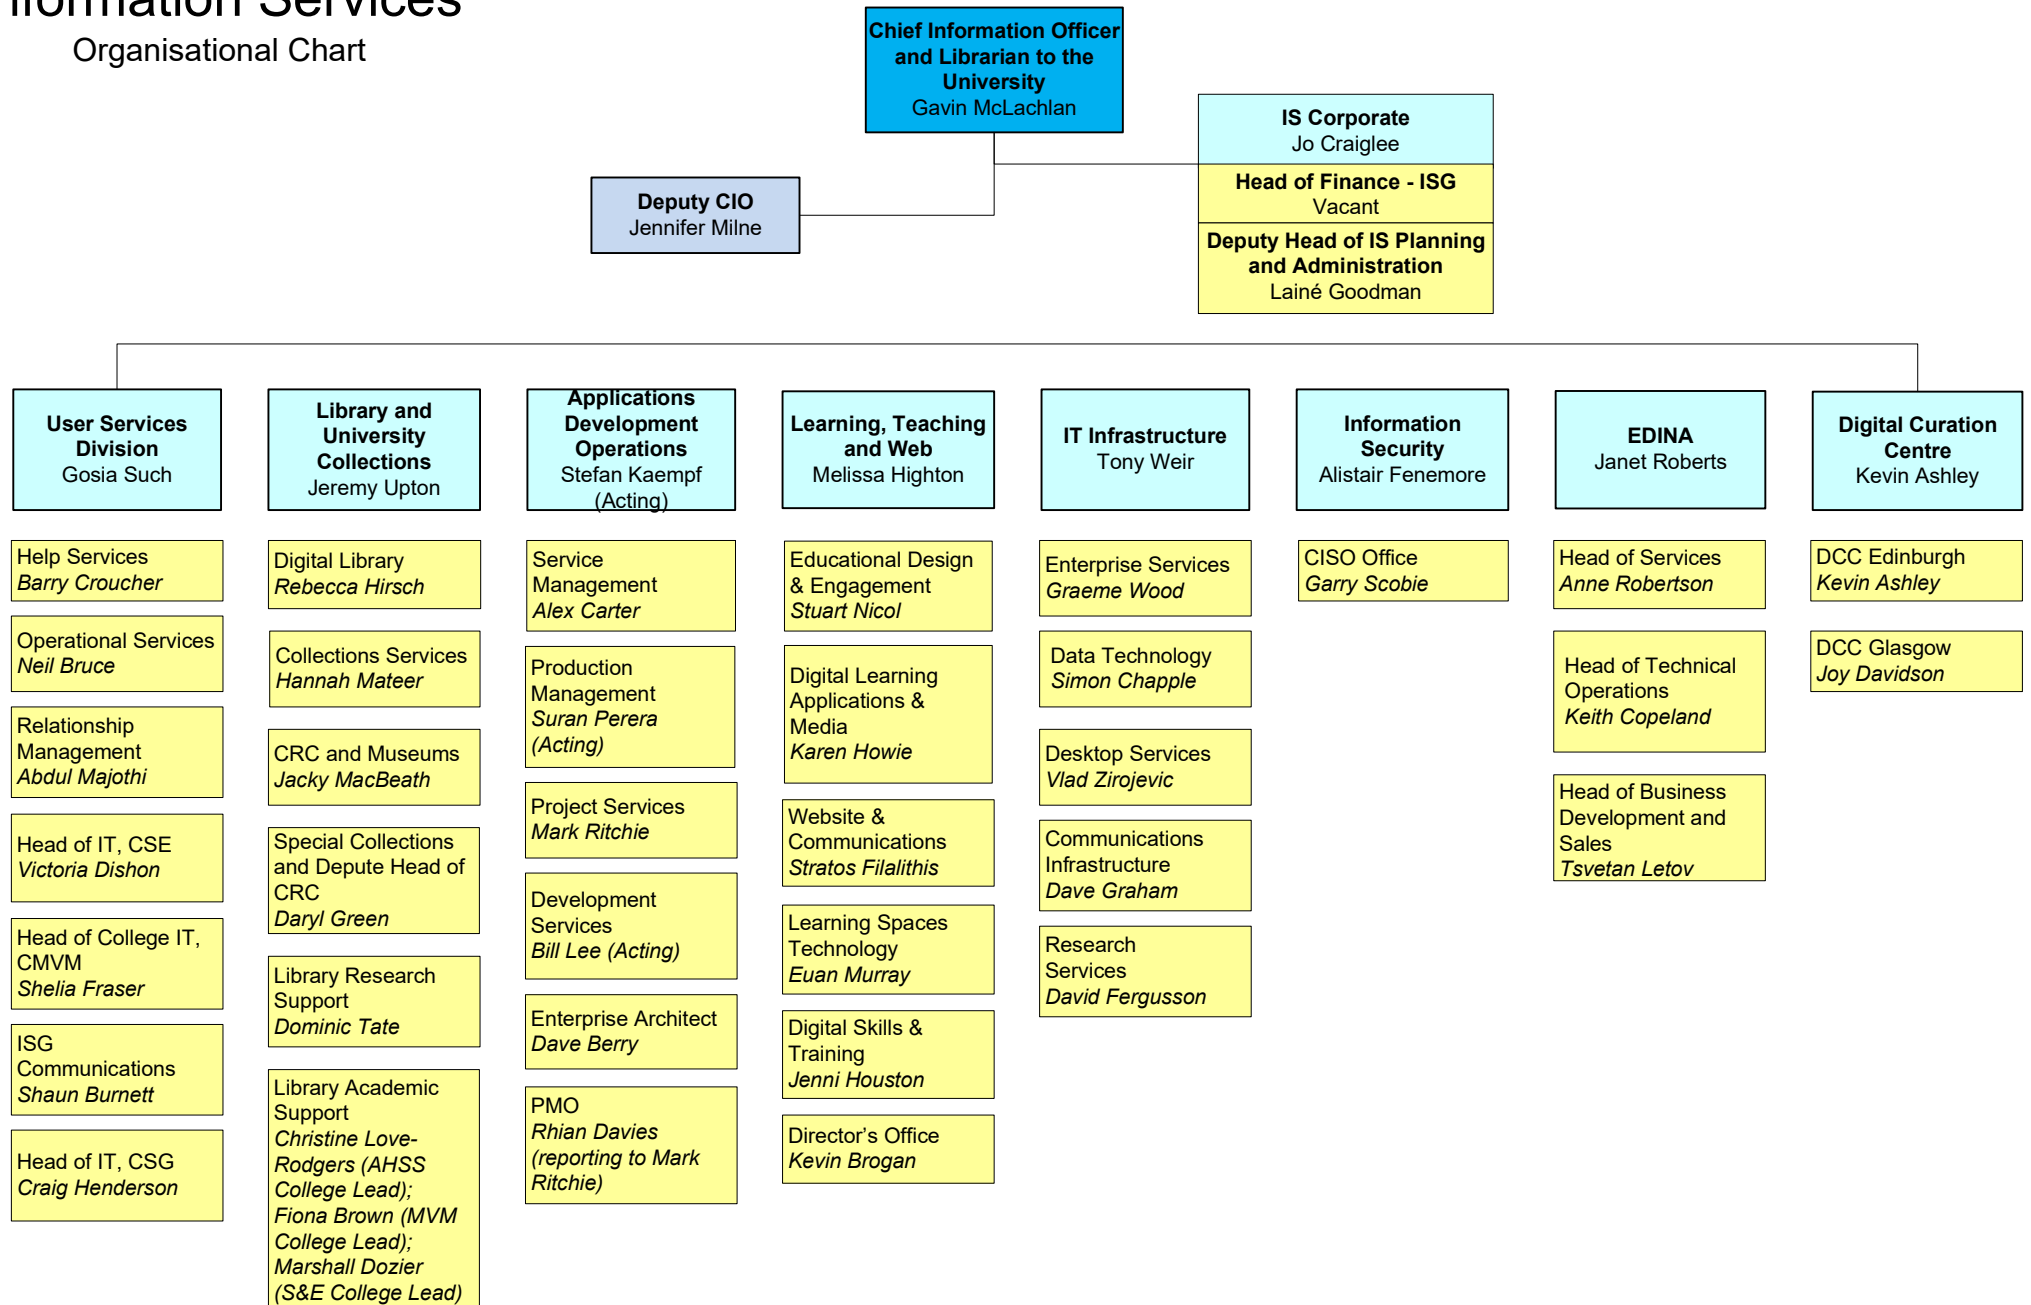 formation Services
Organisational Chart
Chief Information Officer
and Librarian to the
University
Gavin McLachlan
IS Corporate
Jo Craiglee
Head of Finance - ISG
Vacant
Deputy Head of IS Planning
and Administration
Lainé Goodman
Deputy CIO
Jennifer Milne
User Services
Division
Gosia Such
Help Services
Barry Croucher
Operational Services
Neil Bruce
Relationship
Management
Abdul Majothi
Head of IT, CSE
Victoria Dishon
Head of College IT,
CMVM
Shelia Fraser
ISG
Communications
Shaun Burnett
Head of IT, CSG
Craig Henderson
Library and
University
Collections
Jeremy Upton
Digital Library
Rebecca Hirsch
Collections Services
Hannah Mateer
CRC and Museums
Jacky MacBeath
Special Collections
and Depute Head of
CRC
Daryl Green
Library Research
Support
Dominic Tate
Library Academic
Support
Christine Love-
Rodgers (AHSS
College Lead);
Fiona Brown (MVM
College Lead);
Marshall Dozier
(S&E College Lead)
Applications
Development
Operations
Stefan Kaempf
(Acting)
Service
Management
Alex Carter
Production
Management
Suran Perera
(Acting)
Project Services
Mark Ritchie
Development
Services
Bill Lee (Acting)
Enterprise Architect
Dave Berry
PMO
Rhian Davies
(reporting to Mark
Ritchie)
Learning, Teaching
and Web
Melissa Highton
Educational Design
& Engagement
Stuart Nicol
Digital Learning
Applications &
Media
Karen Howie
Website &
Communications
Stratos Filalithis
Learning Spaces
Technology
Euan Murray
Digital Skills &
Training
Jenni Houston
Director’s Office
Kevin Brogan
IT Infrastructure
Tony Weir
Enterprise Services
Graeme Wood
Data Technology
Simon Chapple
Desktop Services
Vlad Zirojevic
Communications
Infrastructure
Dave Graham
Research
Services
David Fergusson
Information
Security
Alistair Fenemore
CISO Office
Garry Scobie
EDINA
Janet Roberts
Head of Services
Anne Robertson
Head of Technical
Operations
Keith Copeland
Head of Business
Development and
Sales
Tsvetan Letov
Digital Curation
Centre
Kevin Ashley
DCC Edinburgh
Kevin Ashley
DCC Glasgow
Joy Davidson